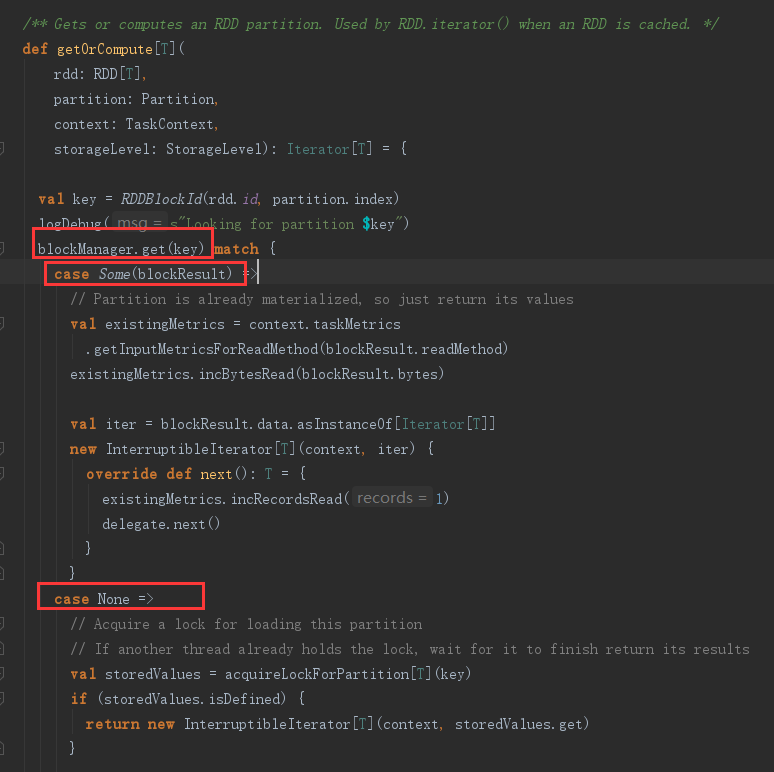 /** Gets or computes an RDD partition. Used by RDD.iterator() when an RDD is cached. */
def getOrCompute[T](
rdd: RDD[T],
partition: Partition,
context: TaskContext,
storageLevel: StorageLevel): Iterator[T] = {
val key = RDDBlockId(rdd.id, partition.index)
logDebug( msg = s"Looking for partition $key")
blockManager.get(key) match {
case Some(blockResult) =>
// Partition is already materialized, so just return its values
val existingMetrics = context.taskMetrics
.getInputMetricsForReadMethod(blockResult.readMethod)
existingMetrics.incBytesRead(blockResult.bytes)
val iter = blockResult.data.asInstanceOf[Iterator[T]]
new InterruptibleIterator[T](context, iter) {
override def next(): T = {
existingMetrics.incRecordsRead( records = 1)
delegate.next()
}
}
case None =>
// Acquire a lock for loading this partition
// If another thread already holds the lock, wait for it to finish return its results
val storedValues = acquireLockForPartition[T](key)
if (storedValues.isDefined) {
return new InterruptibleIterator[T](context, storedValues.get)
}